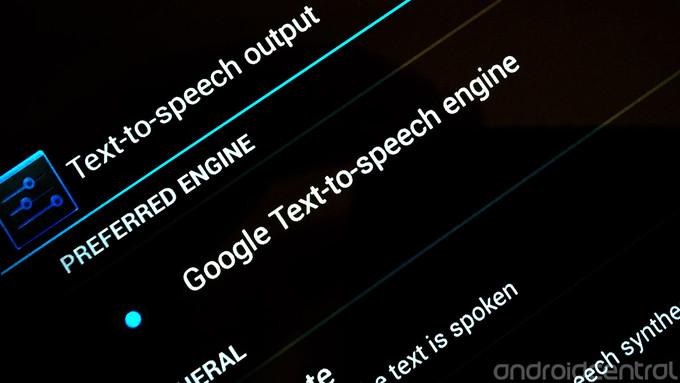 Text-to-speech output
PREFERRED ENGINE
Google Text-to-speech engine
text is spoken
androidcentral